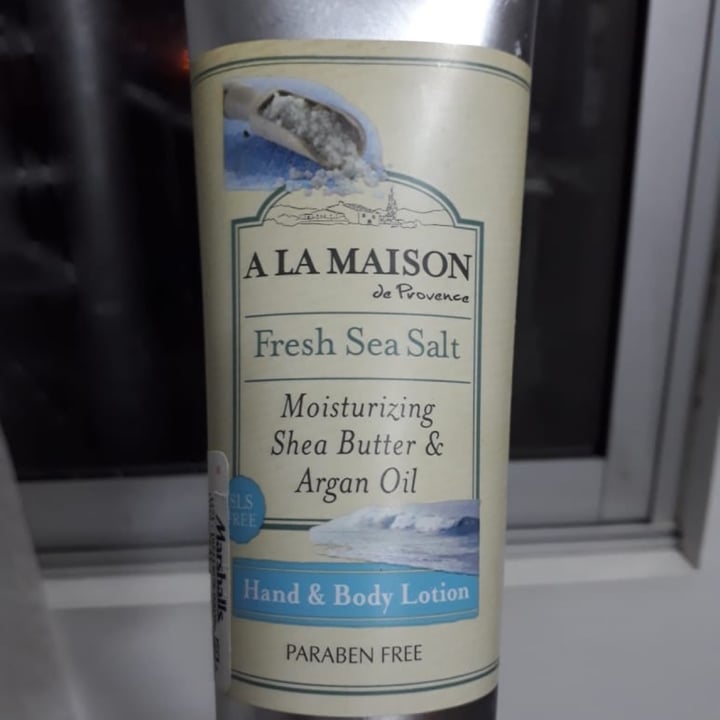 A LA MAISON
de Provence
Fresh Sea Salt
Moisturizing
Shea Butter &
Argan Oil
SLS
FREE
Hand & Body Lotion
PARABEN FREE
Marshalls